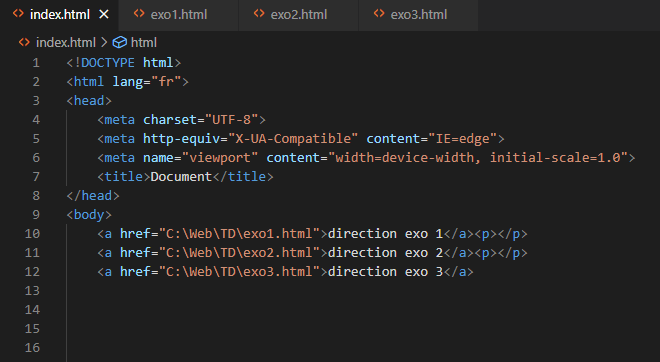 index.html exo1.html exo2.html exo3.html
index.html > html
1 <!DOCTYPE html>
2 <html lang="fr">
3 <head>
4 <meta charset="UTF-8">
5 <meta http-equiv="X-UA-Compatible" content="IE=edge">
6 <meta name="viewport" content="width=device-width, initial-scale=1.0">
7 <title>Document</title>
8 </head>
9 <body>
10 <a href="C:\Web\TD\exo1.html">direction exo 1</a><p></p>
11 <a href="C:\Web\TD\exo2.html">direction exo 2</a><p></p>
12 <a href="C:\Web\TD\exo3.html">direction exo 3</a>
13
14
15
16